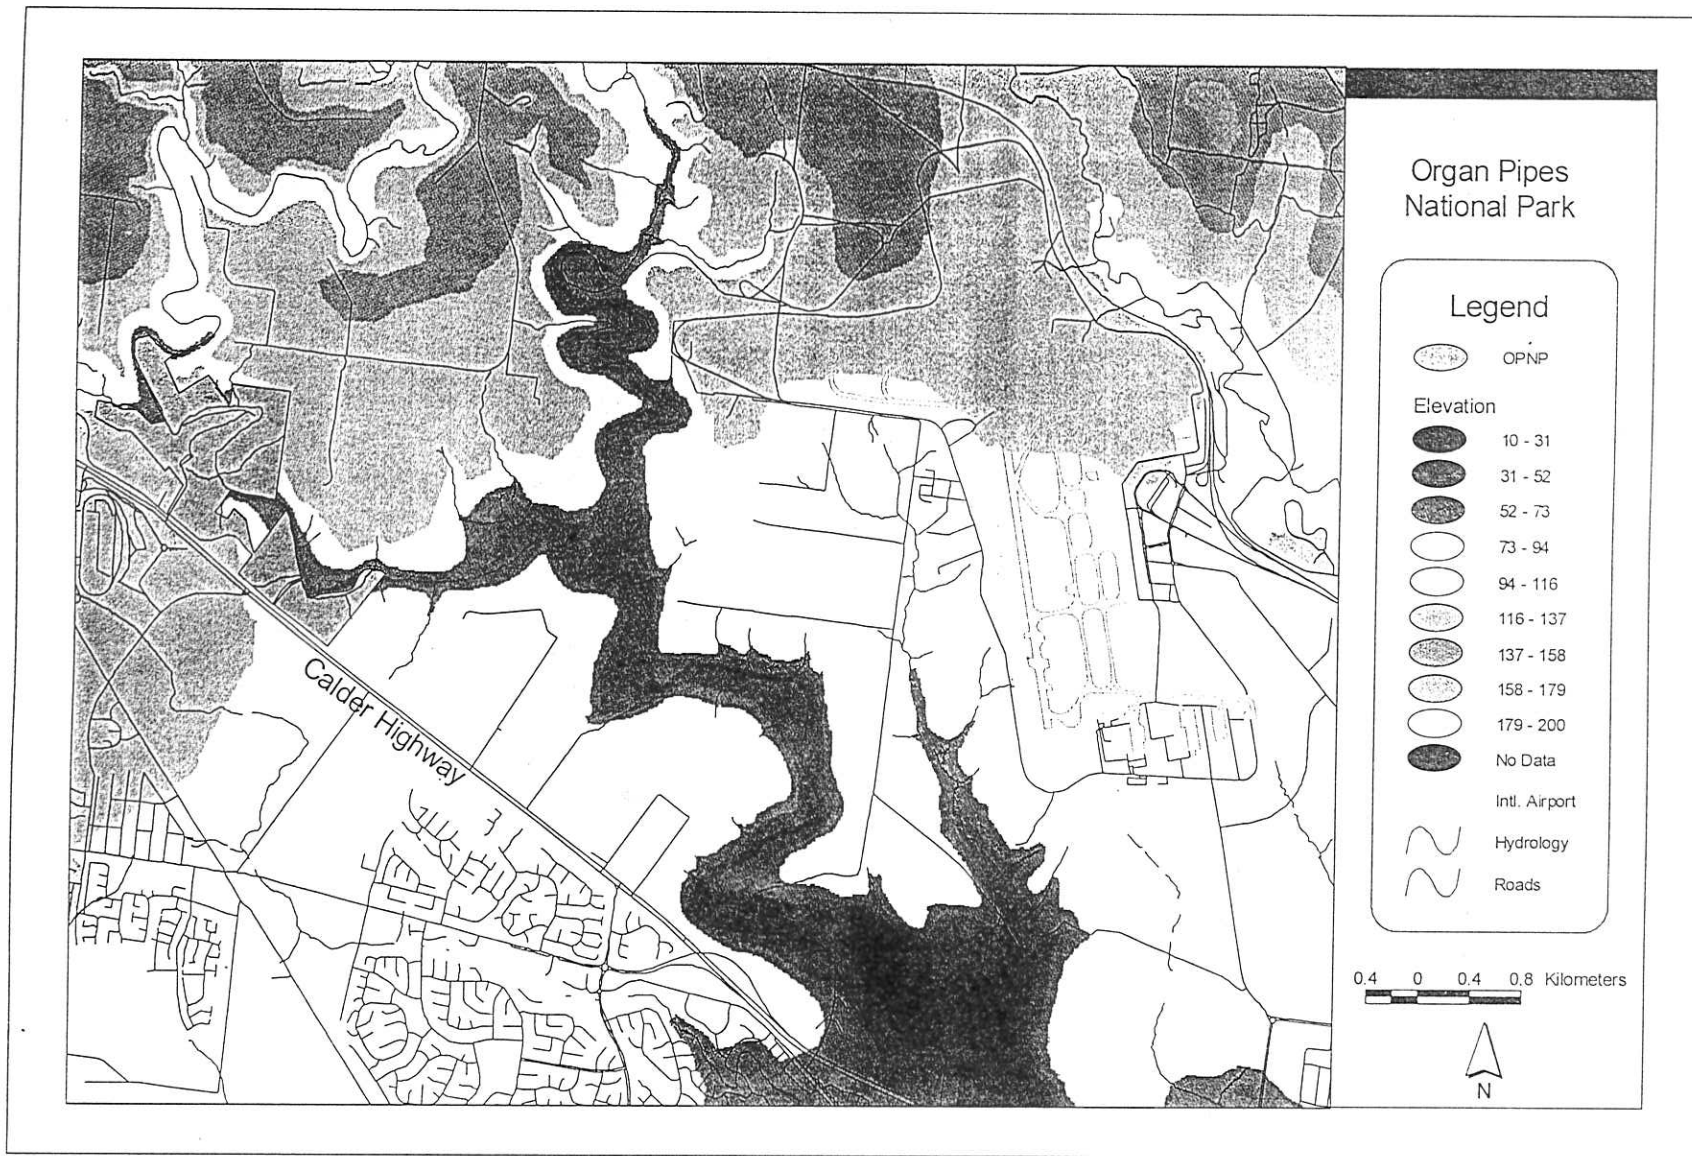 Organ Pipes
National Park
Legend
OPNP
Elevation
10 - 31
31 - 52
52 - 73
73 - 94
94 - 116
116 - 137
137 - 158
158 - 179
179 - 200
No Data
Intl. Airport
Hydrology
Roads
0.4 0 0.4 0.8 Kilometers
N
Calder Highway